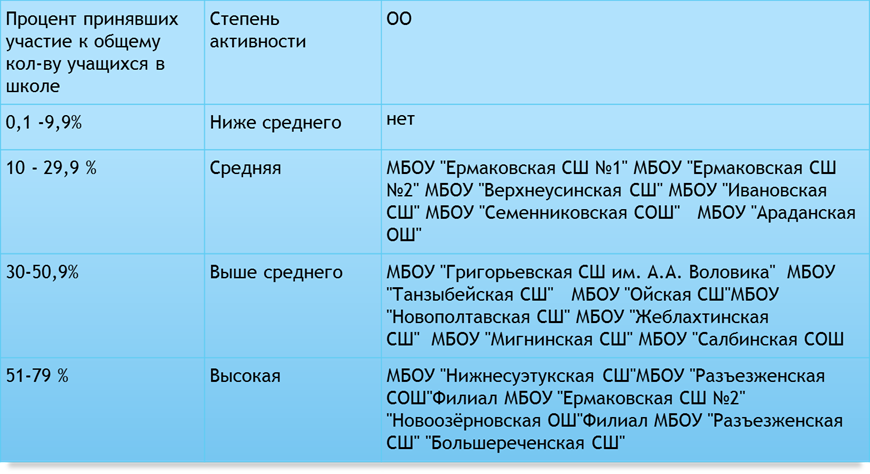 Процент принявших
участие к общему
кол-ву учащихся в
школе
Степень
активности
ОО
0,1 -9,9%
Ниже среднего
нет
10 - 29,9 %
Средняя
МБОУ "Ермаковская СШ №1" МБОУ "Ермаковская СШ
№2" МБОУ "Верхнеусинская СШ" МБОУ "Ивановская
СШ" МБОУ "Семенниковская СОШ"   МБОУ "Араданская
ОШ"
30-50,9%
Выше среднего
МБОУ "Григорьевская СШ им. А.А. Воловика"  МБОУ
"Танзыбейская СШ"   МБОУ "Ойская СШ"МБОУ
"Новополтавская СШ" МБОУ "Жеблахтинская
СШ"  МБОУ "Мигнинская СШ" МБОУ "Салбинская СОШ
51-79 %
Высокая
МБОУ "Нижнесуэтукская СШ"МБОУ "Разъезженская
СОШ"Филиал МБОУ "Ермаковская СШ №2"
"Новоозёрновская ОШ"Филиал МБОУ "Разъезженская
СШ" "Большереченская СШ"